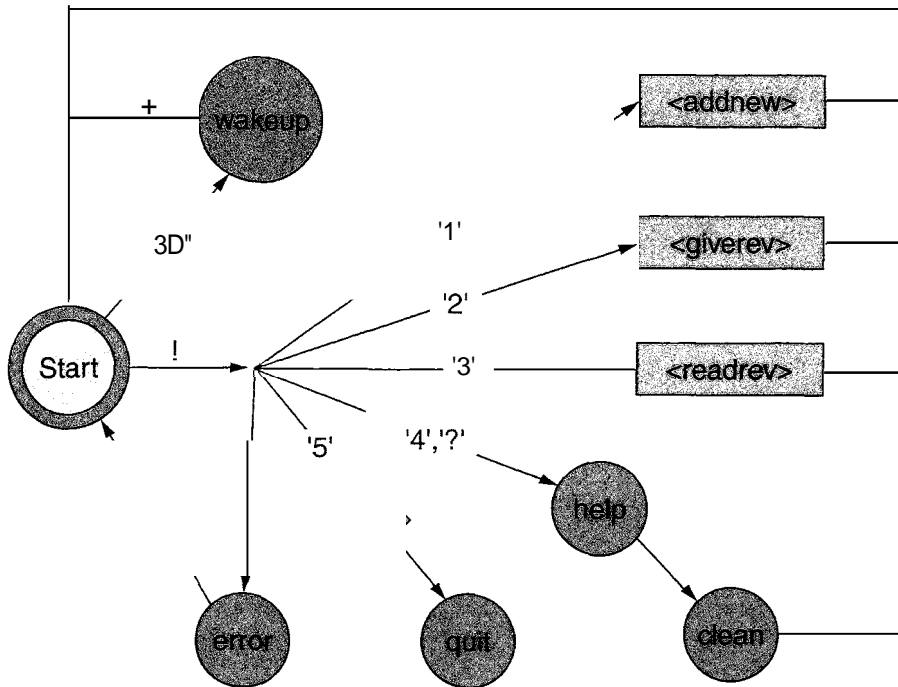 <addnew>
+
wakeup
3D"
'1'
<giverev>
'2'
!
Start
'3'
<readrev>
'5'
'4','?'
help
error
quit
clean